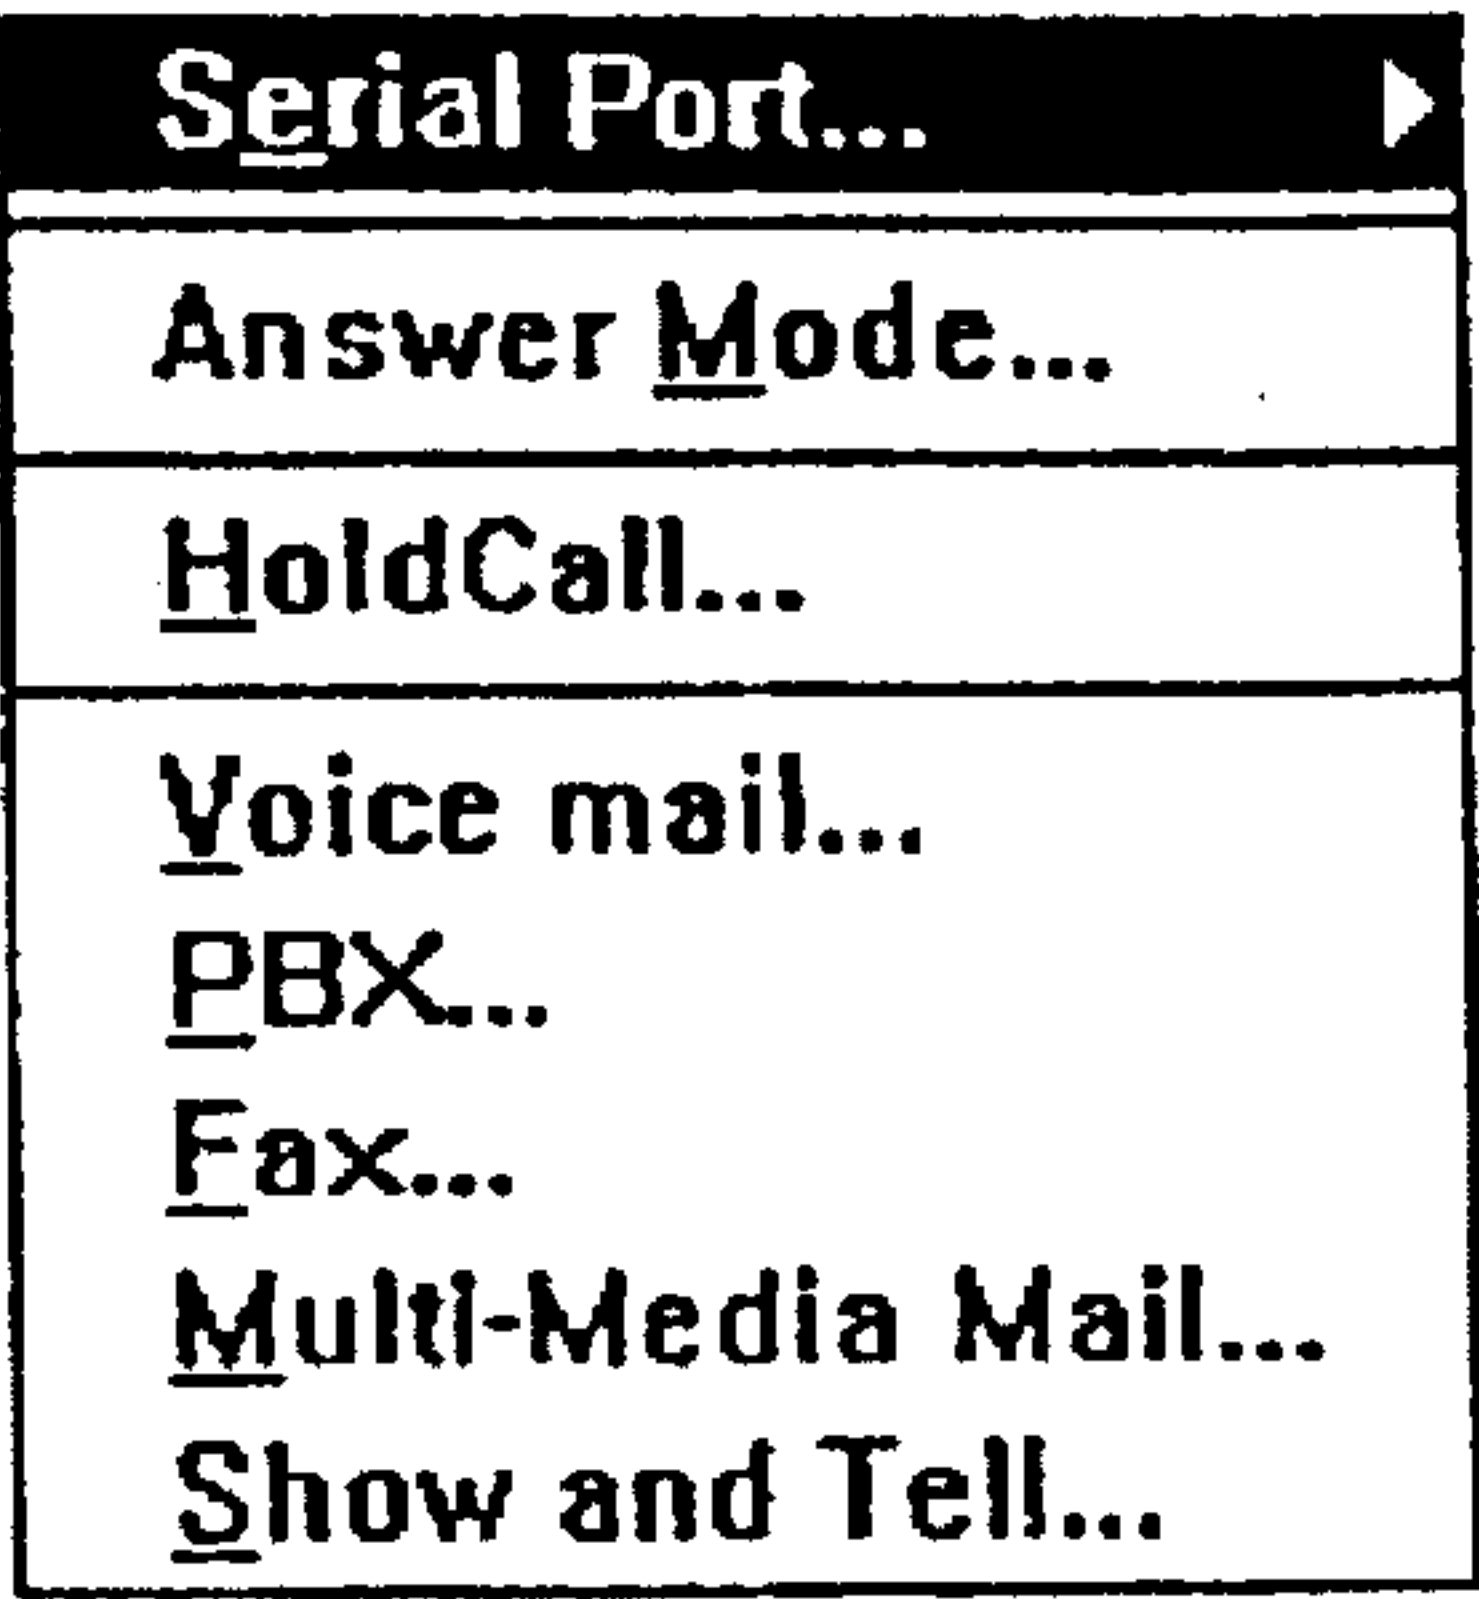 Serial Port...
Answer Mode...
HoldCall...
Voice mail...
PBX...
Fax...
Multi-Media Mail...
Show and Tell...